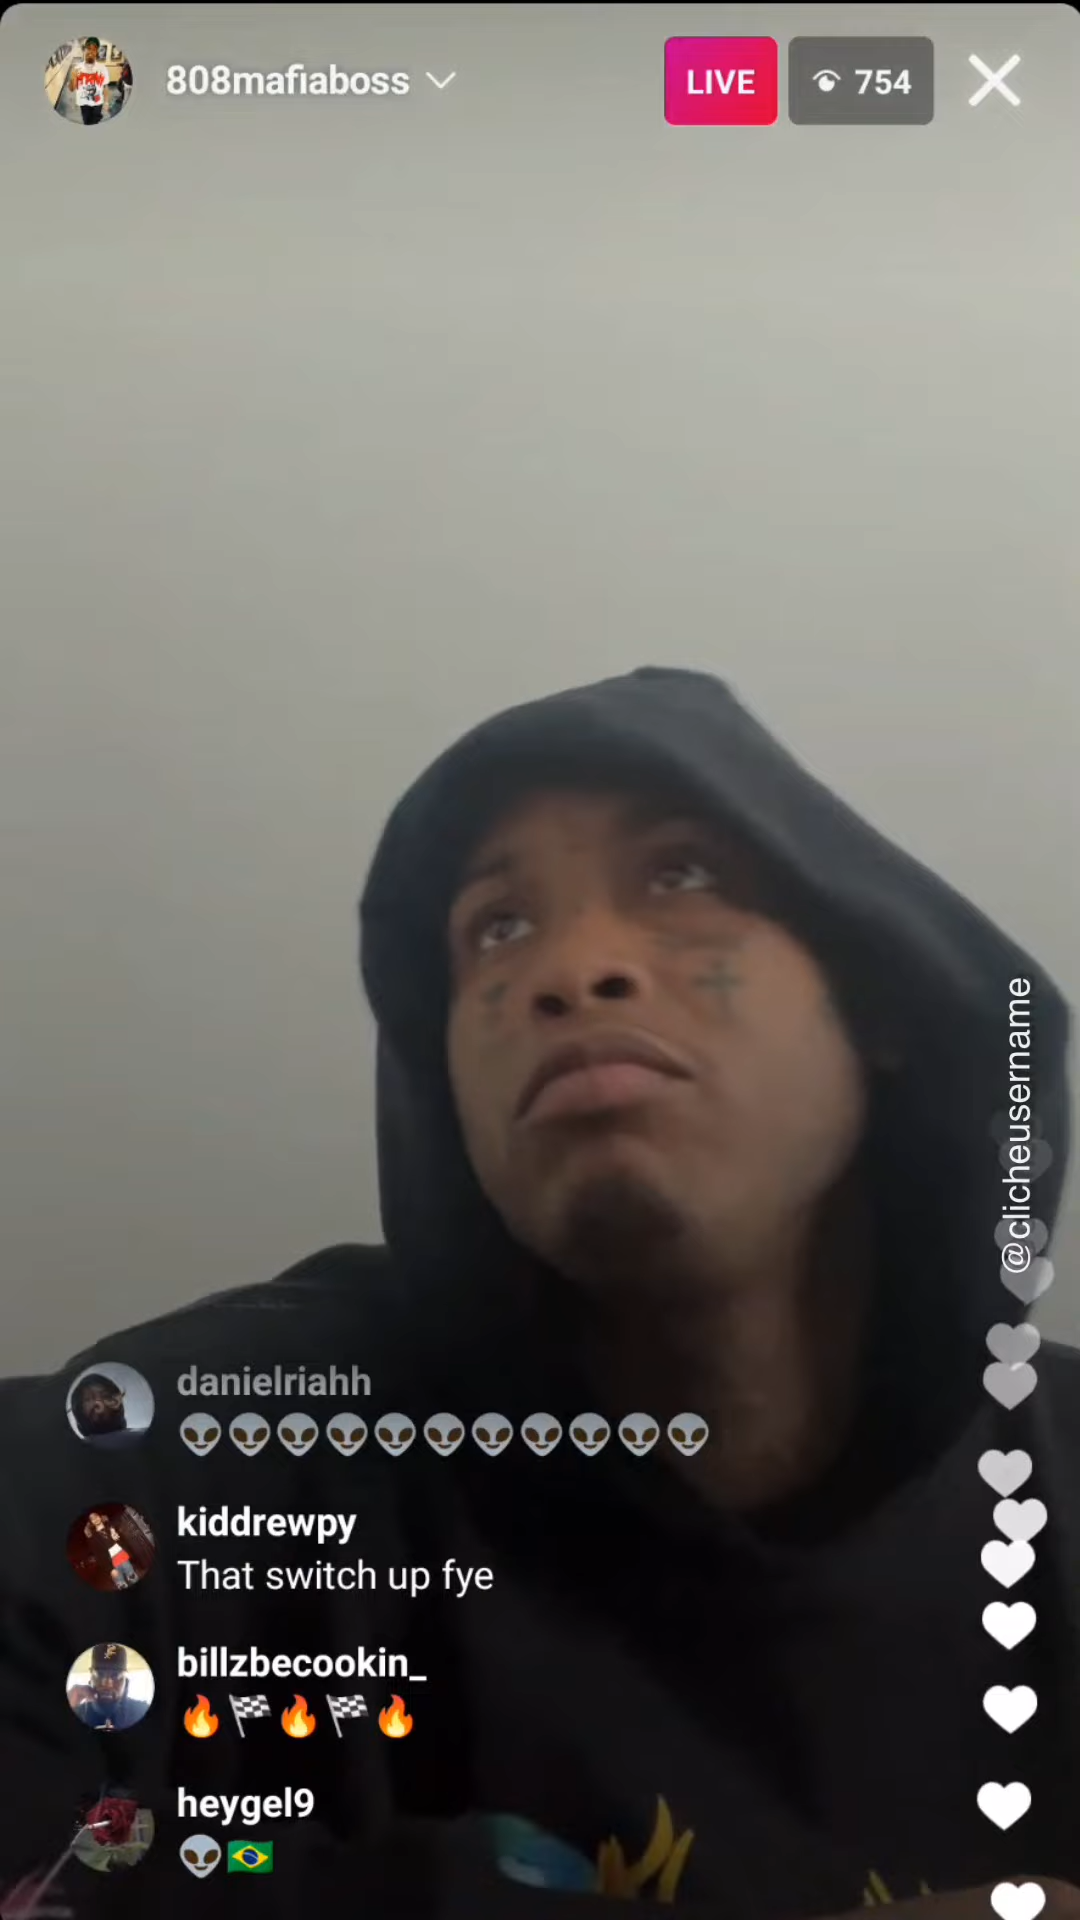 808mafiaboss
LIVE
754
@clicheusername
danielriahh
👽👽👽👽👽👽👽👽👽👽👽
kiddrewpy
That switch up fye
billzbecookin_
🔥🏁🔥🏁🔥
heygel9
👽🇧🇷